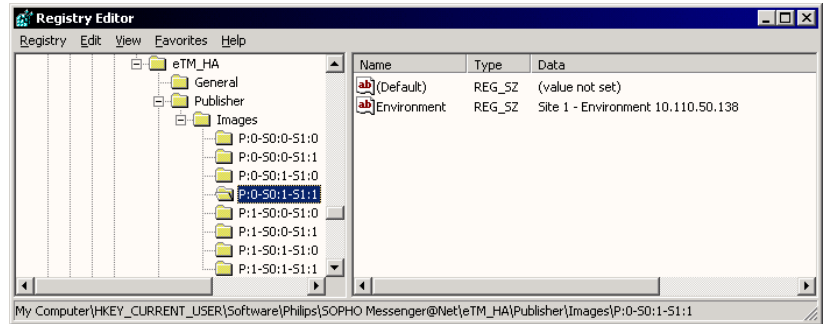 Registry Editor
Registry Edit View Favorites Help
eTM_HA
General
Publisher
Images
P:0-S0:0-S1:0
P:0-S0:0-S1:1
P:0-S0:1-S1:0
P:0-S0:1-S1:1
P:1-S0:0-S1:0
P:1-S0:0-S1:1
P:1-S0:1-S1:0
P:1-S0:1-S1:1
Name Type Data
ab (Default) REG_SZ (value not set)
ab Environment REG_SZ Site 1 - Environment 10.110.50.138
My Computer\HKEY_CURRENT_USER\Software\Philips\SOPHO Messenger@Net\eTM_HA\Publisher\Images\P:0-S0:1-S1:1